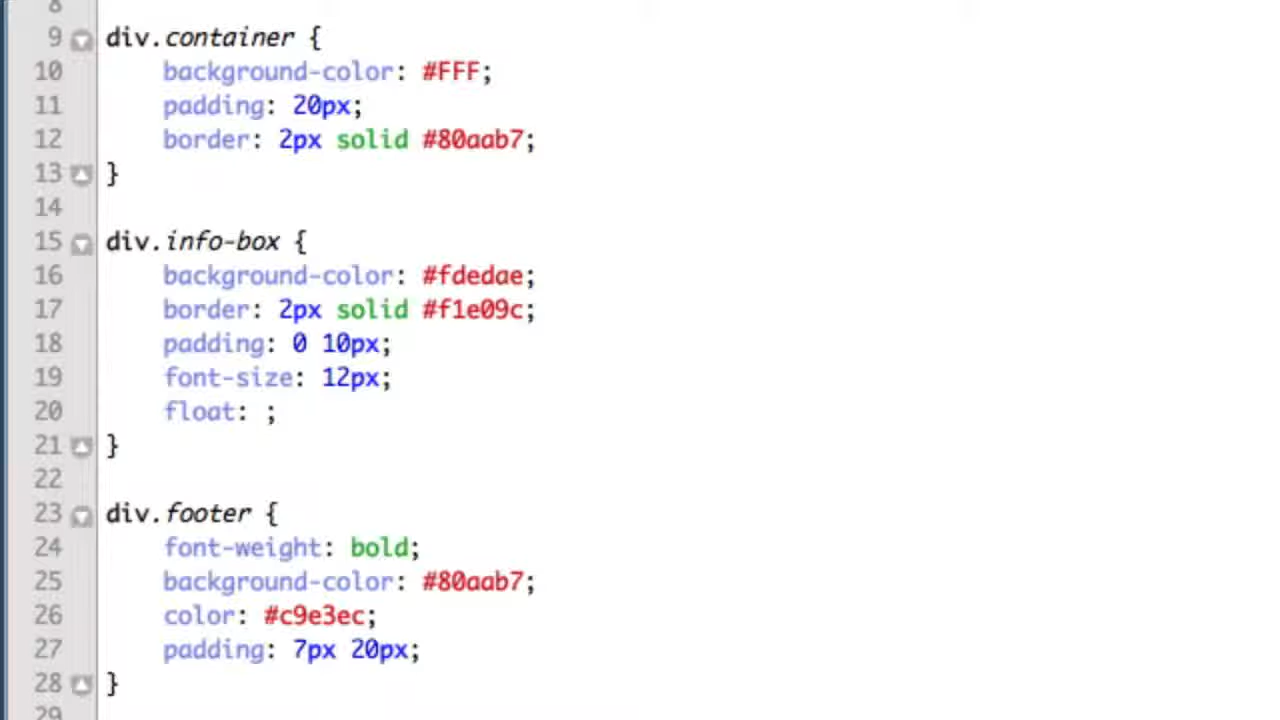 8
9 div.container {
10 background-color: #FFF;
11 padding: 20px;
12 border: 2px solid #80aab7;
13 }
14
15 div.info-box {
16 background-color: #fdedae;
17 border: 2px solid #f1e09c;
18 padding: 0 10px;
19 font-size: 12px;
20 float: ;
21 }
22
23 div.footer {
24 font-weight: bold;
25 background-color: #80aab7;
26 color: #c9e3ec;
27 padding: 7px 20px;
28 }
29